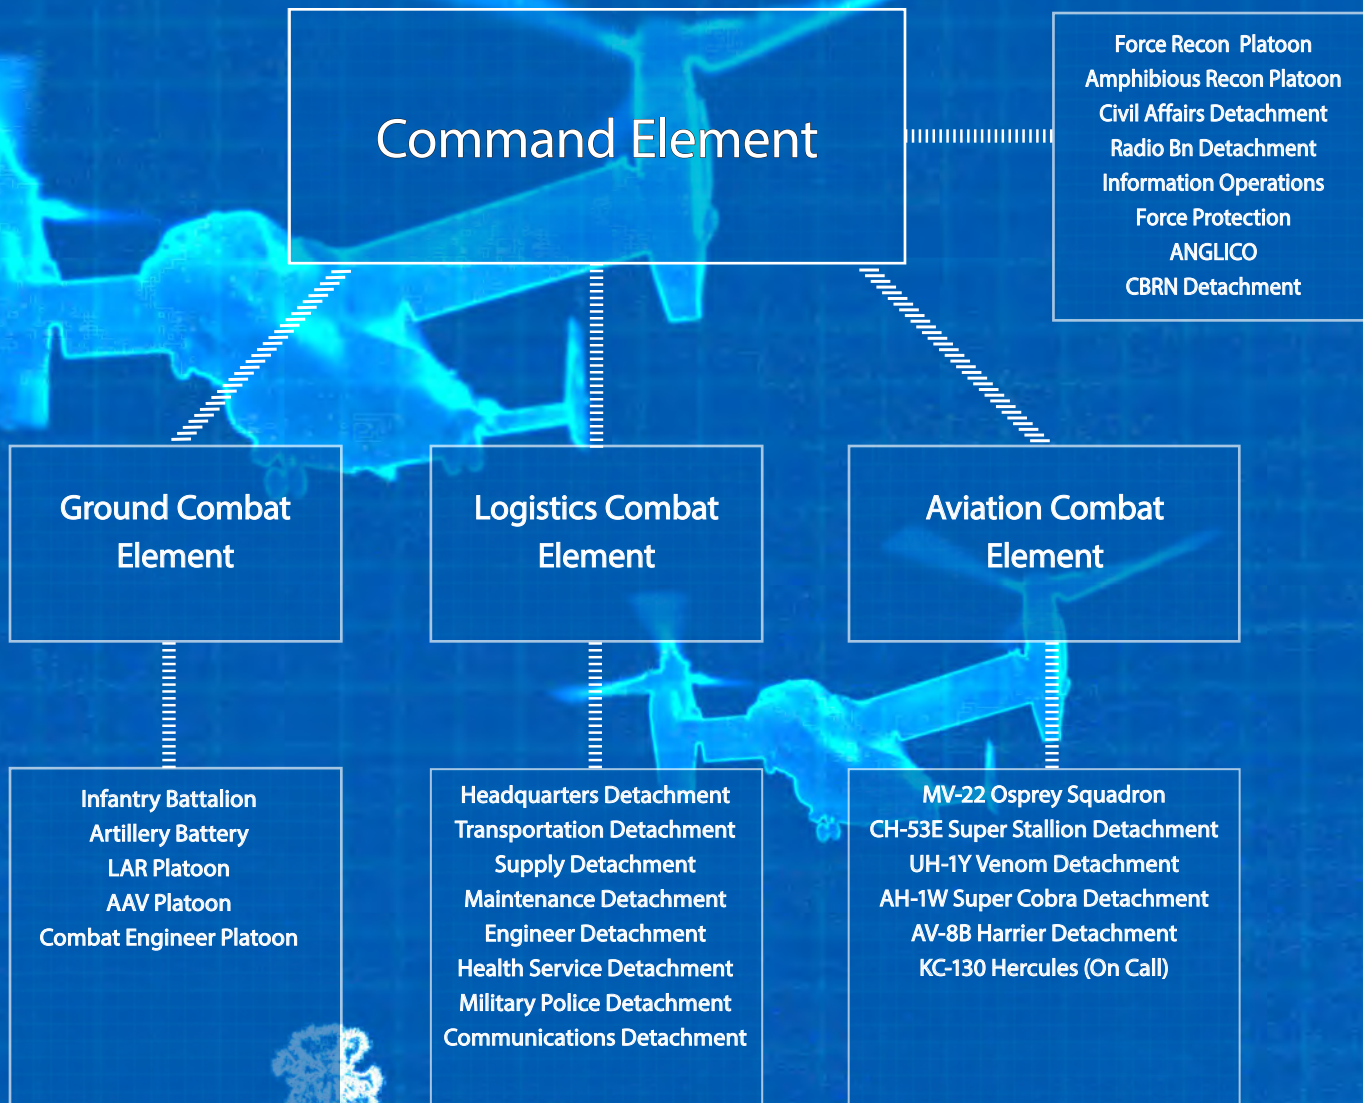 Command Element
Force Recon Platoon
Amphibious Recon Platoon
Civil Affairs Detachment
Radio Bn Detachment
Information Operations
Force Protection
ANGLICO
CBRN Detachment
Ground Combat
Element
Logistics Combat
Element
Aviation Combat
Element
Infantry Battalion
Artillery Battery
LAR Platoon
AAV Platoon
Combat Engineer Platoon
Headquarters Detachment
Transportation Detachment
Supply Detachment
Maintenance Detachment
Engineer Detachment
Health Service Detachment
Military Police Detachment
Communications Detachment
MV-22 Osprey Squadron
CH-53E Super Stallion Detachment
UH-1Y Venom Detachment
AH-1W Super Cobra Detachment
AV-8B Harrier Detachment
KC-130 Hercules (On Call)